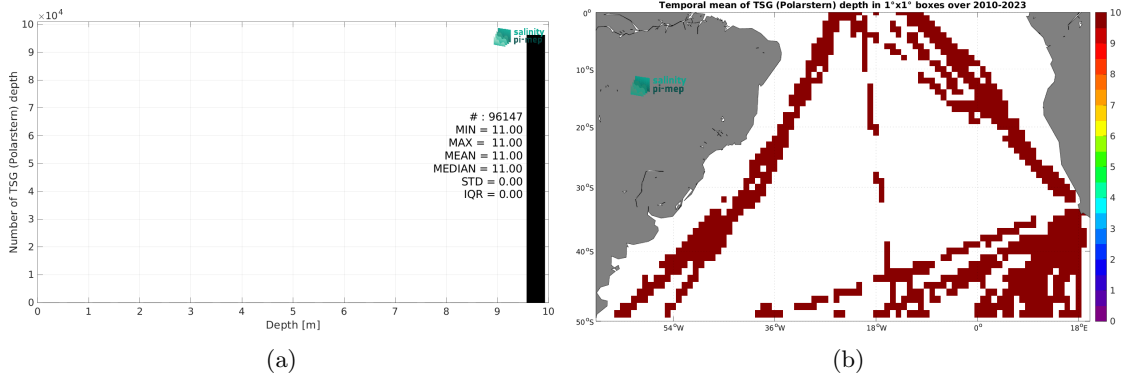 ×10⁴
10
9
8
7
6
5
4
3
2
1
0
Number of TSG (Polarstern) depth
salinity
pi-mep
# : 96147
MIN = 11.00
MAX = 11.00
MEAN = 11.00
MEDIAN = 11.00
STD = 0.00
IQR = 0.00
0 1 2 3 4 5 6 7 8 9 10
Depth [m]
(a)
Temporal mean of TSG (Polarstern) depth in 1°x1° boxes over 2010-2023
0°
10°S
20°S
30°S
40°S
50°S
salinity
pi-mep
54°W 36°W 18°W 0° 18°E
10
9
8
7
6
5
4
3
2
1
0
(b)